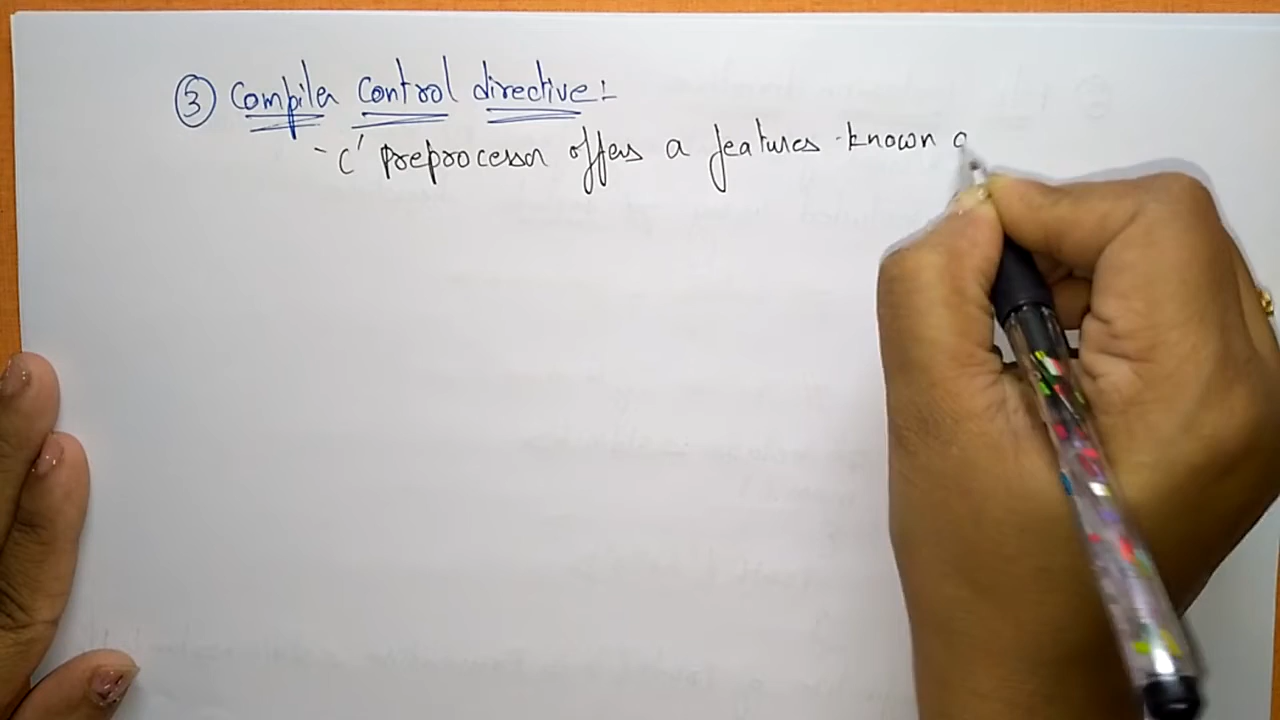 ③ Compiler Control directive:-
- 'C' preprocessor offers a features known a